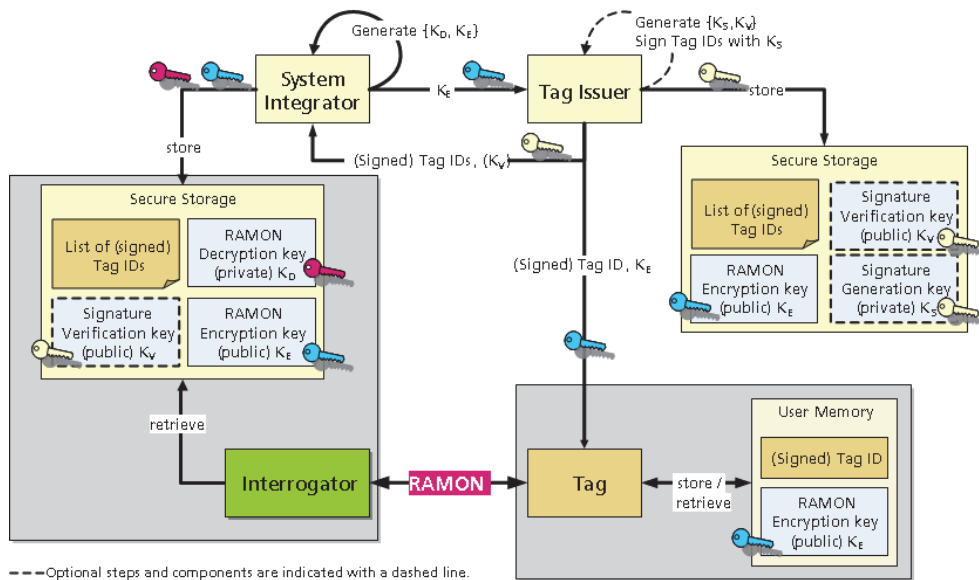 Generate {K_D, K_E}
System
Integrator
K_E
Generate {K_S,K_V}
Sign Tag IDs with K_S
Tag Issuer
store
store
(Signed) Tag IDs, (K_V)
Secure Storage
List of (signed)
Tag IDs
RAMON
Decryption key
(private) K_D
Signature
Verification key
(public) K_V
RAMON
Encryption key
(public) K_E
Secure Storage
List of (signed)
Tag IDs
Signature
Verification key
(public) K_V
RAMON
Encryption key
(public) K_E
Signature
Generation key
(private) K_S
(Signed) Tag ID, K_E
retrieve
Interrogator
RAMON
Tag
store /
retrieve
User Memory
(Signed) Tag ID
RAMON
Encryption key
(public) K_E
Optional steps and components are indicated with a dashed line.